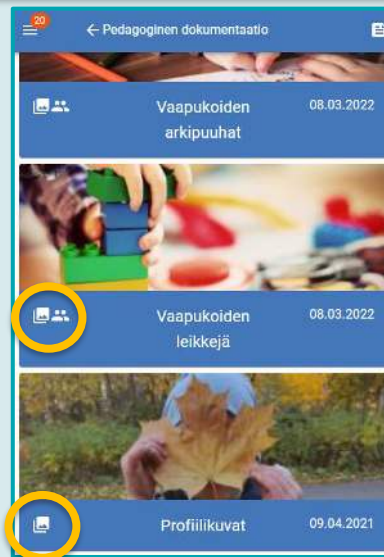 20
← Pedagoginen dokumentaatio
Vaapukoiden
arkipuuhat
08.03.2022
Vaapukoiden
leikkejä
08.03.2022
Profiilikuvat
09.04.2021